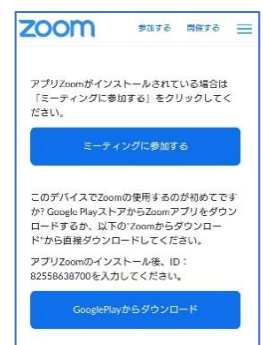 zoom 参加する 開催する
アプリZoomがインストールされている場合は
「ミーティングに参加する」をクリックしてく
ださい。
ミーティングに参加する
このデバイスでZoomの使用するのが初めてです
か? Google PlayストアからZoomアプリをダウン
ロードするか、以下の"Zoomからダウンロー
ド"から直接ダウンロードしてください。
アプリZoomのインストール後、ID：
82558638700を入力してください。
GooglePlayからダウンロード